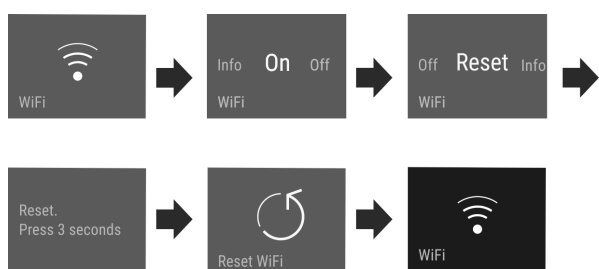 WiFi
Info On Off
WiFi
Off Reset Info
WiFi
Reset.
Press 3 seconds
Reset WiFi
WiFi